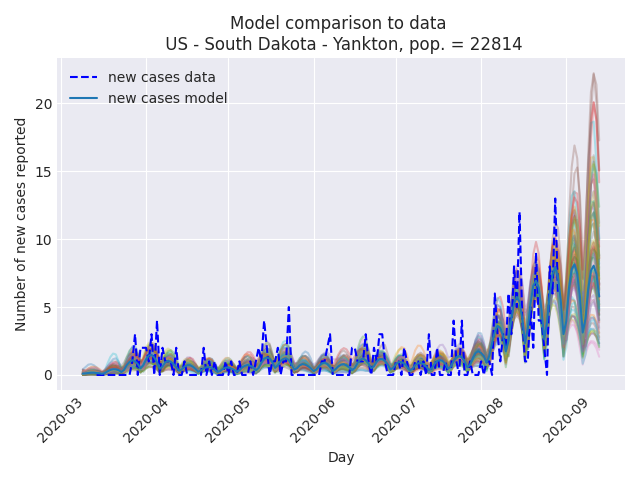 Model comparison to data
US - South Dakota - Yankton, pop. = 22814
new cases data
new cases model
Number of new cases reported
20
15
10
5
0
2020-03
2020-04
2020-05
2020-06
2020-07
2020-08
2020-09
Day